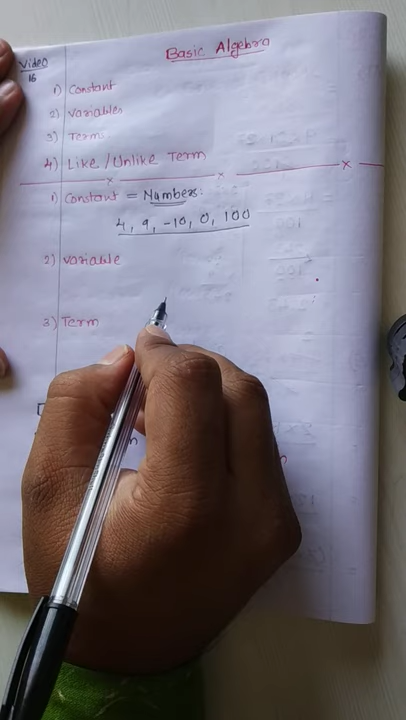 Video
16
Basic Algebra
1) Constant
2) Variables
3) Term
4) Like / Unlike Term
1) Constant = Numbers:
4, 9, -10, 0, 100
2) Variable
3) Term